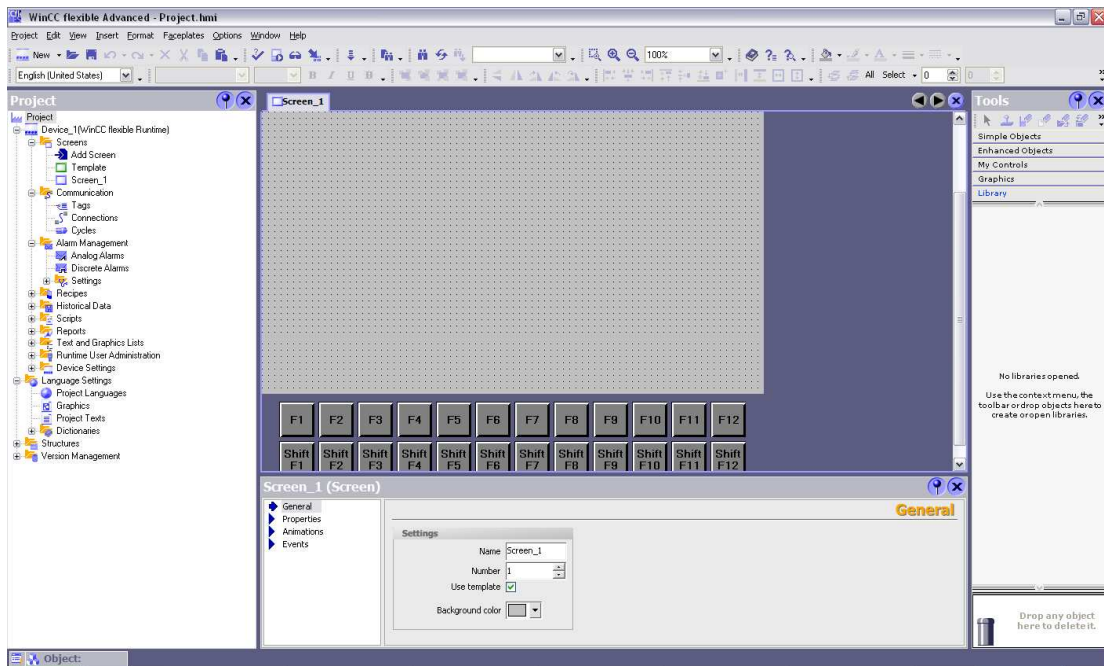 WinCC flexible Advanced - Project.hmi
Project Edit View Insert Format Faceplates Options Window Help
New 100%
English (United States) B I U All Select 0 0
Project
Project
Device_1(WinCC flexible Runtime)
Screens
Add Screen
Template
Screen_1
Communication
Tags
Connections
Cycles
Alarm Management
Analog Alarms
Discrete Alarms
Settings
Recipes
Historical Data
Scripts
Reports
Text and Graphics Lists
Runtime User Administration
Device Settings
Language Settings
Project Languages
Graphics
Project Texts
Dictionaries
Structures
Version Management
Screen_1
F1 F2 F3 F4 F5 F6 F7 F8 F9 F10 F11 F12
Shift Shift Shift Shift Shift Shift Shift Shift Shift Shift Shift Shift
F1 F2 F3 F4 F5 F6 F7 F8 F9 F10 F11 F12
Screen_1 (Screen)
General
Properties
Animations
Events
General
Settings
Name Screen_1
Number 1
Use template
Background color
Tools
Simple Objects
Enhanced Objects
My Controls
Graphics
Library
No libraries opened.
Use the context menu, the
toolbar or drop objects here to
create or open libraries.
Drop any object
here to delete it.
Object: